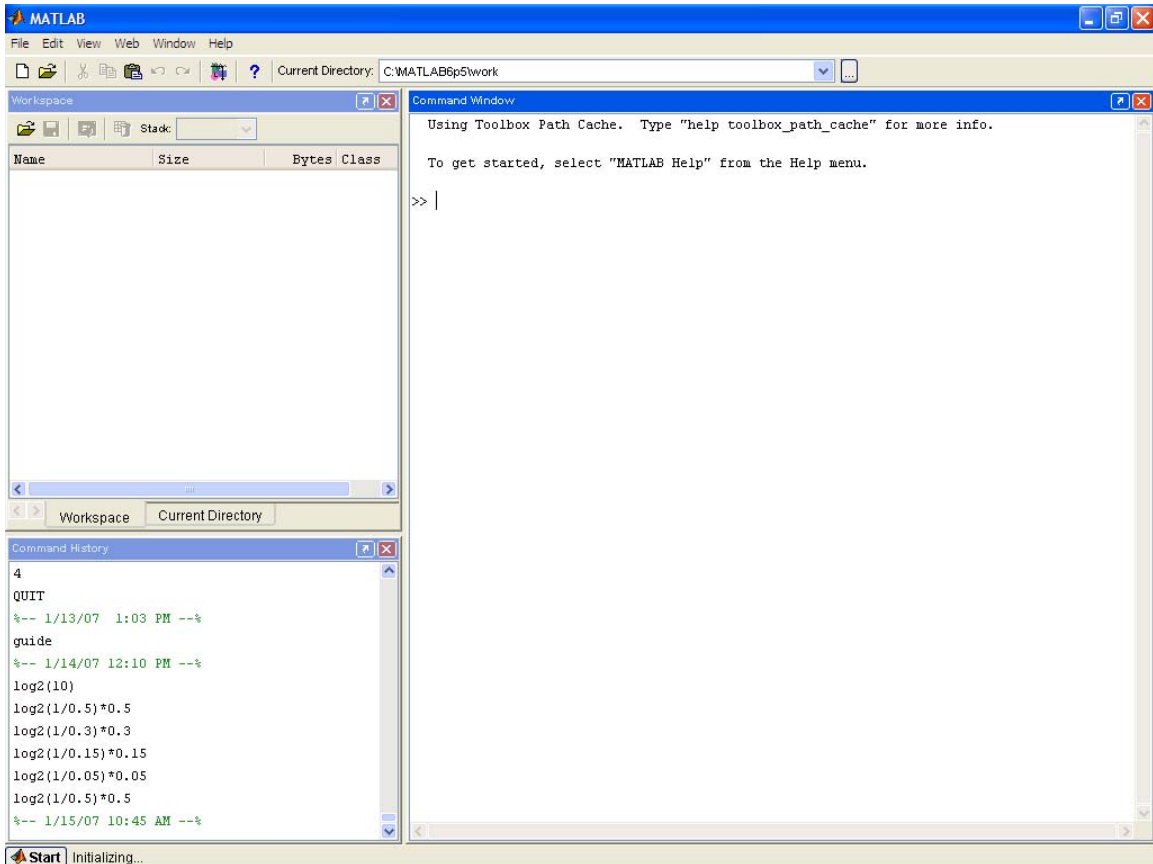 MATLAB
File Edit View Web Window Help
? Current Directory: C:\MATLAB6p5\work ...
Workspace
Stack:
Name Size Bytes Class
Workspace Current Directory
Command History
4
QUIT
%-- 1/13/07  1:03 PM --%
guide
%-- 1/14/07 12:10 PM --%
log2(10)
log2(1/0.5)*0.5
log2(1/0.3)*0.3
log2(1/0.15)*0.15
log2(1/0.05)*0.05
log2(1/0.5)*0.5
%-- 1/15/07 10:45 AM --%
Command Window
Using Toolbox Path Cache.  Type "help toolbox_path_cache" for more info.
To get started, select "MATLAB Help" from the Help menu.
>>
Start Initializing...